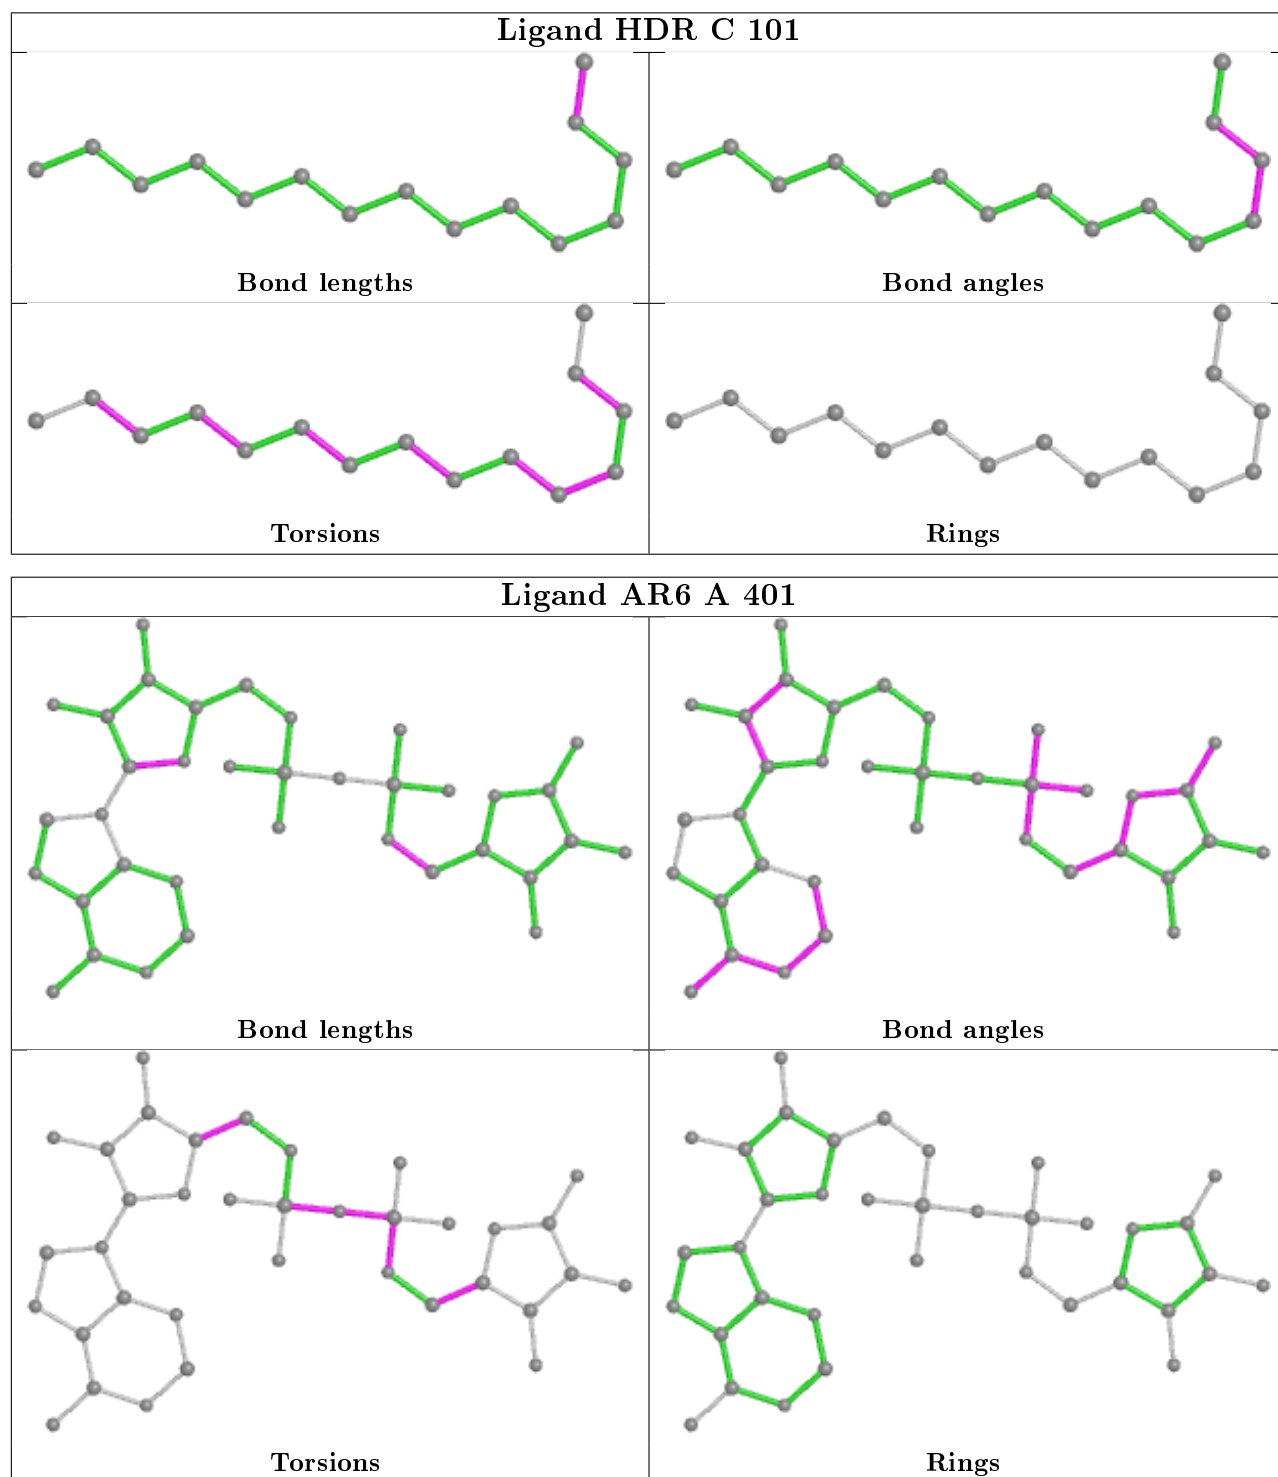 Ligand HDR C 101
Bond lengths
Bond angles
Torsions
Rings
Ligand AR6 A 401
Bond lengths
Bond angles
Torsions
Rings